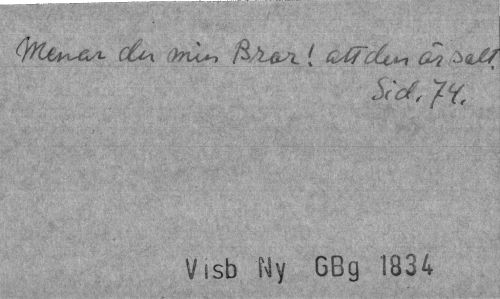 Menar du min Bror! att den är salt.
Sid. 74.
Visb Ny GBg 1834